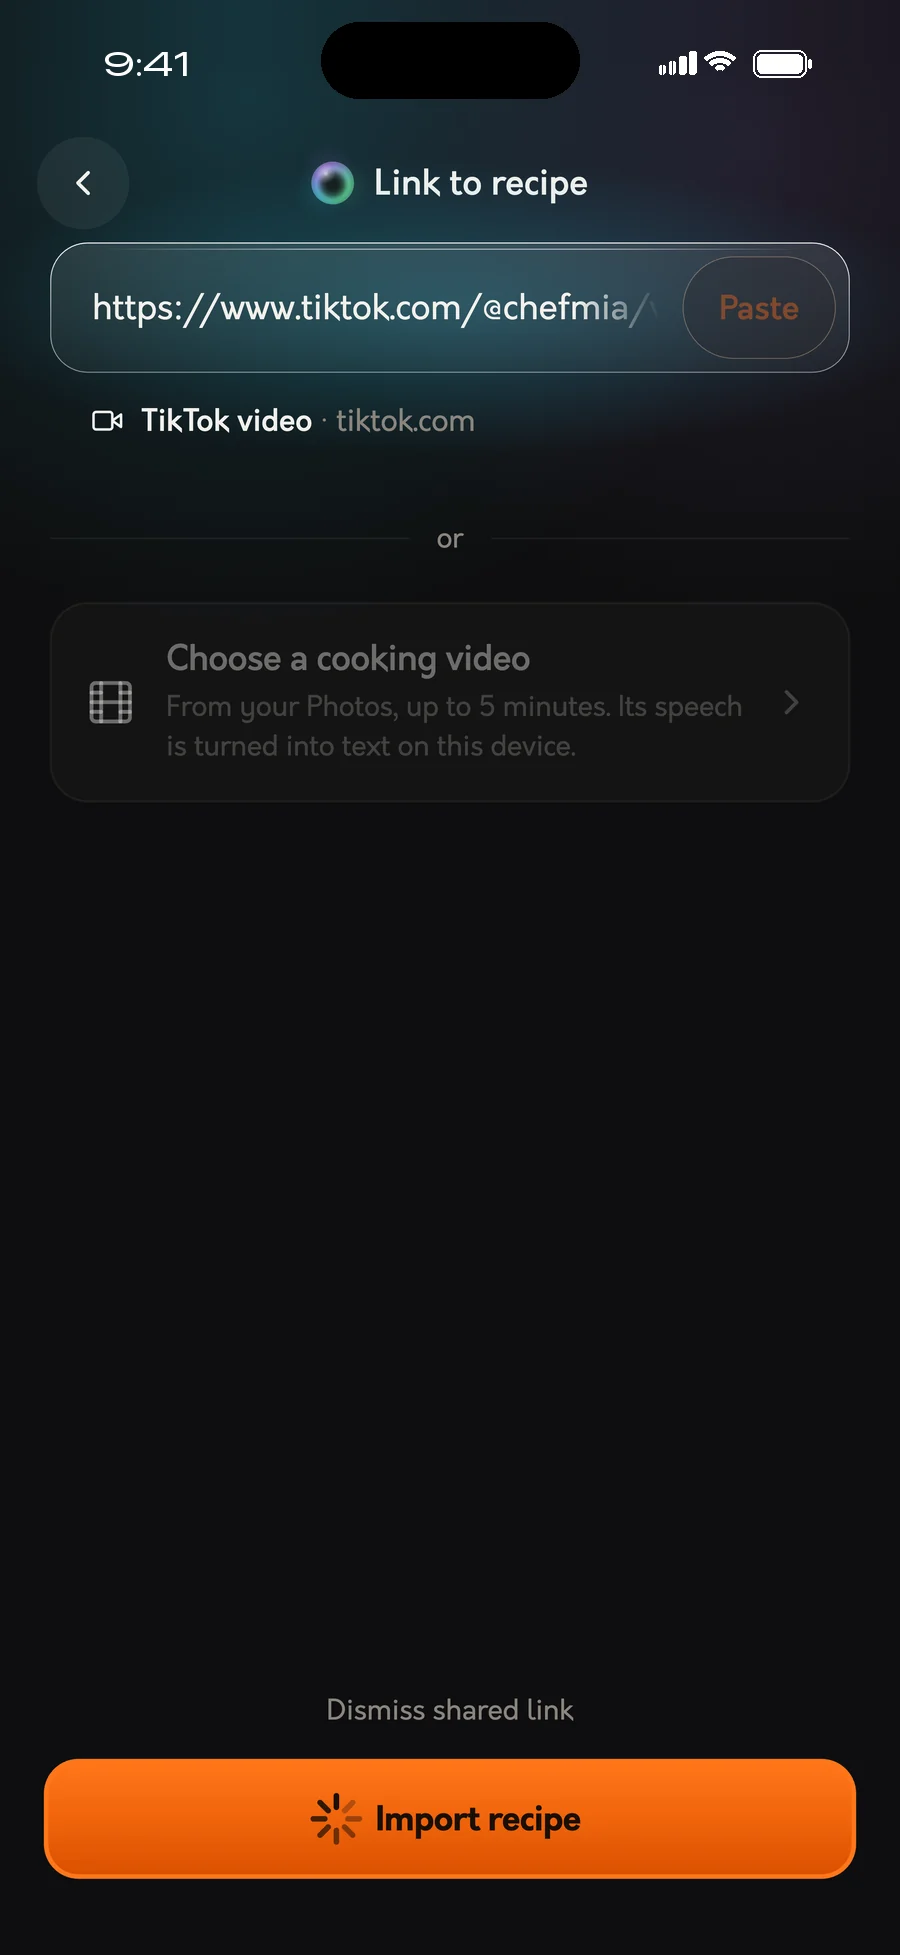 9:41
Link to recipe
https://www.tiktok.com/@chefmia/
Paste
TikTok video · tiktok.com
or
Choose a cooking video
From your Photos, up to 5 minutes. Its speech
is turned into text on this device.
Dismiss shared link
Import recipe